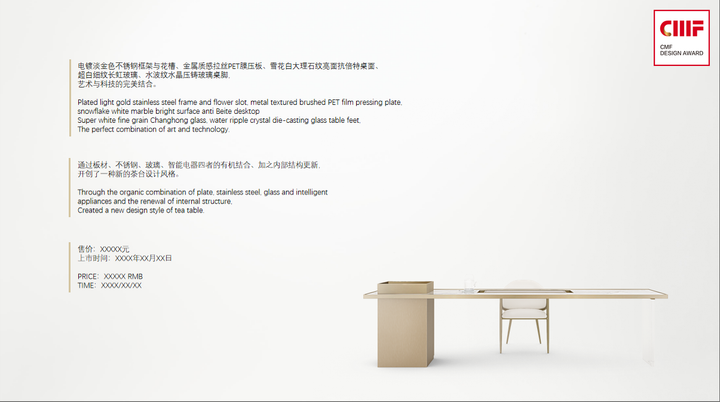 CMF
CMF
DESIGN AWARD
电镀淡金色不锈钢框架与花槽、金属质感拉丝PET膜压板、雪花白大理石纹亮面抗倍特桌面、
超白细纹长虹玻璃、水波纹水晶压铸玻璃桌脚,
艺术与科技的完美结合。
Plated light gold stainless steel frame and flower slot, metal textured brushed PET film pressing plate,
snowflake white marble bright surface anti Beite desktop
Super white fine grain Changhong glass, water ripple crystal die-casting glass table feet,
The perfect combination of art and technology.
通过板材、不锈钢、玻璃、智能电器四者的有机结合、加之内部结构更新,
开创了一种新的茶台设计风格。
Through the organic combination of plate, stainless steel, glass and intelligent
appliances and the renewal of internal structure,
Created a new design style of tea table.
售价：XXXXX元
上市时间：XXXX年XX月XX日
PRICE：XXXXX RMB
TIME：XXXX/XX/XX